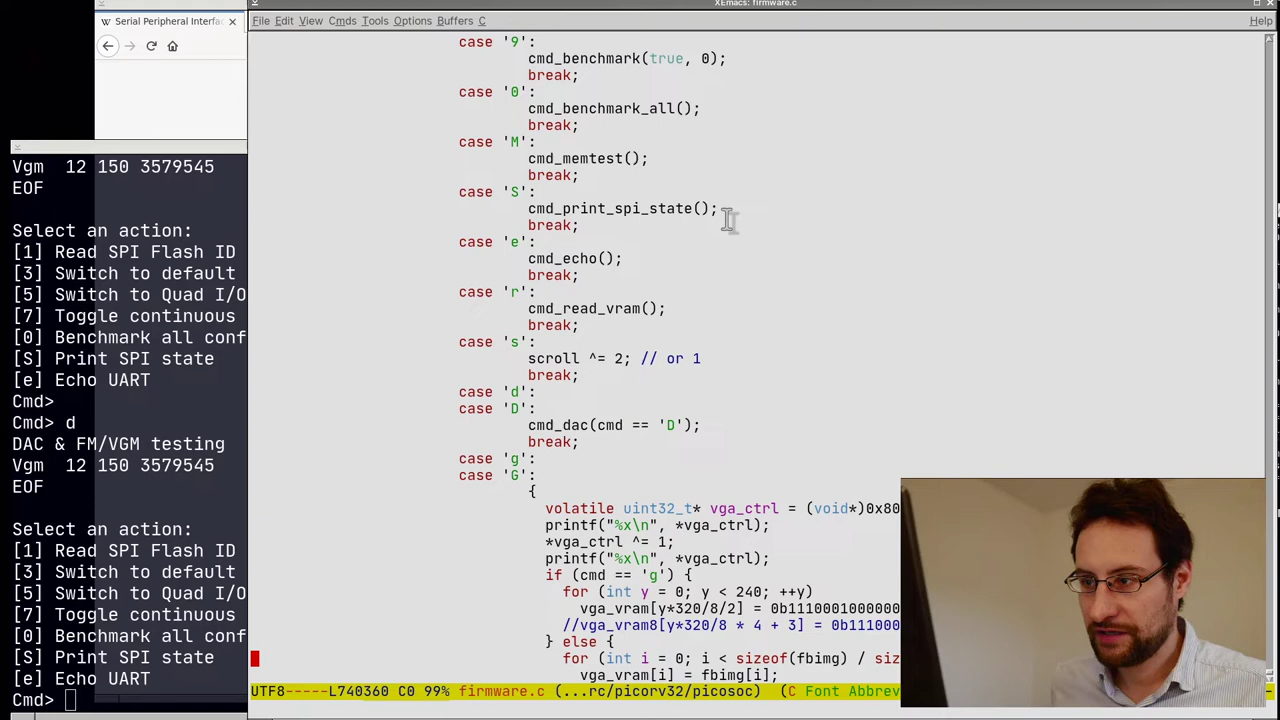 XEmacs: firmware.c
W Serial Peripheral Interfac
File Edit View Cmds Tools Options Buffers C Help
Vgm  12 150 3579545
EOF
Select an action:
[1] Read SPI Flash ID
[3] Switch to default
[5] Switch to Quad I/O
[7] Toggle continuous
[0] Benchmark all conf
[S] Print SPI state
[e] Echo UART
Cmd>
Cmd> d
DAC & FM/VGM testing
Vgm  12 150 3579545
EOF
Select an action:
[1] Read SPI Flash ID
[3] Switch to default
[5] Switch to Quad I/O
[7] Toggle continuous
[0] Benchmark all conf
[S] Print SPI state
[e] Echo UART
Cmd>
case '9':
cmd_benchmark(true, 0);
break;
case '0':
cmd_benchmark_all();
break;
case 'M':
cmd_memtest();
break;
case 'S':
cmd_print_spi_state();
break;
case 'e':
cmd_echo();
break;
case 'r':
cmd_read_vram();
break;
case 's':
scroll ^= 2; // or 1
break;
case 'd':
case 'D':
cmd_dac(cmd == 'D');
break;
case 'g':
case 'G':
{
volatile uint32_t* vga_ctrl = (void*)0x80
printf("%x\n", *vga_ctrl);
*vga_ctrl ^= 1;
printf("%x\n", *vga_ctrl);
if (cmd == 'g') {
for (int y = 0; y < 240; ++y)
vga_vram[y*320/8/2] = 0b1110001000000
//vga_vram8[y*320/8 * 4 + 3] = 0b111000
} else {
for (int i = 0; i < sizeof(fbimg) / siz
vga_vram[i] = fbimg[i];
UTF8-----L740360 C0 99% firmware.c (...rc/picorv32/picosoc) (C Font Abbrev